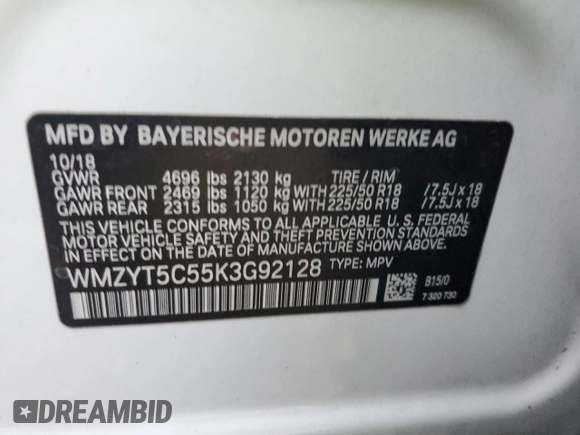 MFD BY BAYERISCHE MOTOREN WERKE AG
10/18
GVWR 4696 lbs 2130 kg TIRE / RIM
GAWR FRONT 2469 lbs 1120 kg WITH 225/50 R18 /7.5J x 18
GAWR REAR 2315 lbs 1050 kg WITH 225/50 R18 /7.5J x 18
THIS VEHICLE CONFORMS TO ALL APPLICABLE U.S. FEDERAL
MOTOR VEHICLE SAFETY, BUMPER, AND THEFT PREVENTION STANDARDS
IN EFFECT ON THE DATE OF MANUFACTURE SHOWN ABOVE.
WMZYT5C55K3G92128 TYPE: MPV
B15/0
7 320 730
DREAMBID